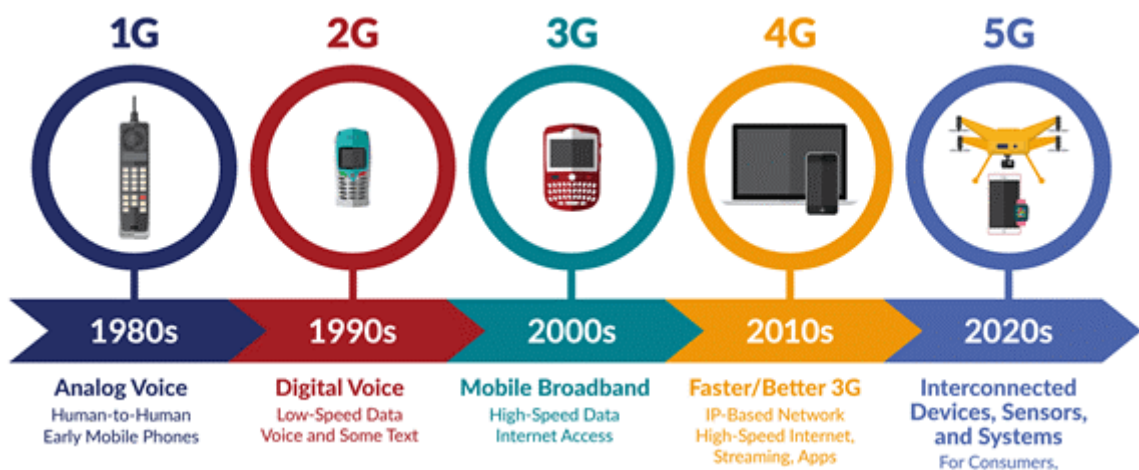 1G
2G
3G
4G
5G
1980s
1990s
2000s
2010s
2020s
Analog Voice
Human-to-Human
Early Mobile Phones
Digital Voice
Low-Speed Data
Voice and Some Text
Mobile Broadband
High-Speed Data
Internet Access
Faster/Better 3G
IP-Based Network
High-Speed Internet,
Streaming, Apps
Interconnected
Devices, Sensors,
and Systems
For Consumers,